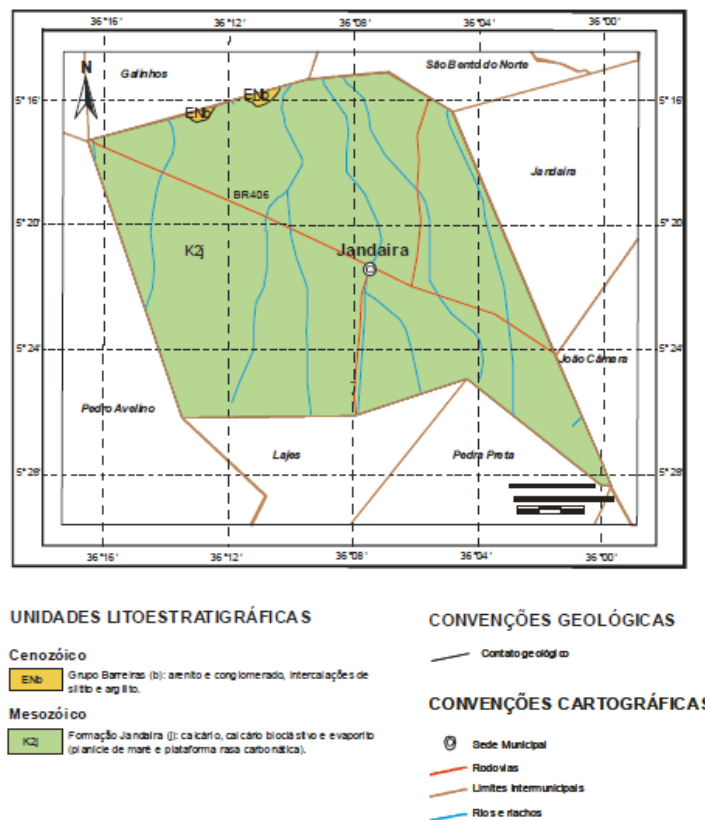 36°16' 36°12' 36°08' 36°04' 36°00'
N
Galinhos
São Bento do Norte
ENb
5°16' 5°16'
ENb
Jandaíra
BR406
5°20' 5°20'
K2j
Jandaíra
5°24' 5°24'
João Câmara
Pedro Avelino
Lajes
Pedra Preta
5°28' 5°28'
36°16' 36°12' 36°08' 36°04' 36°00'
UNIDADES LITOESTRATIGRÁFICAS
Cenozóico
ENb Grupo Barreiras (b): arenito e conglomerado, intercalações de
siltito e argilito.
Mesozóico
K2j Formação Jandaíra (j): calcário, calcário bioclástivo e evaporito
(planície de maré e plataforma rasa carbonática).
CONVENÇÕES GEOLÓGICAS
Contato geológico
CONVENÇÕES CARTOGRÁFICAS
Sede Municipal
Rodovias
Limites Intermunicipais
Rios e riachos